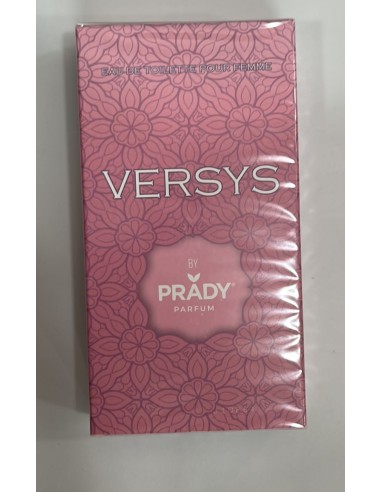 EAU DE TOILETTE POUR FEMME
VERSYS
BY
PRADY
PARFUM